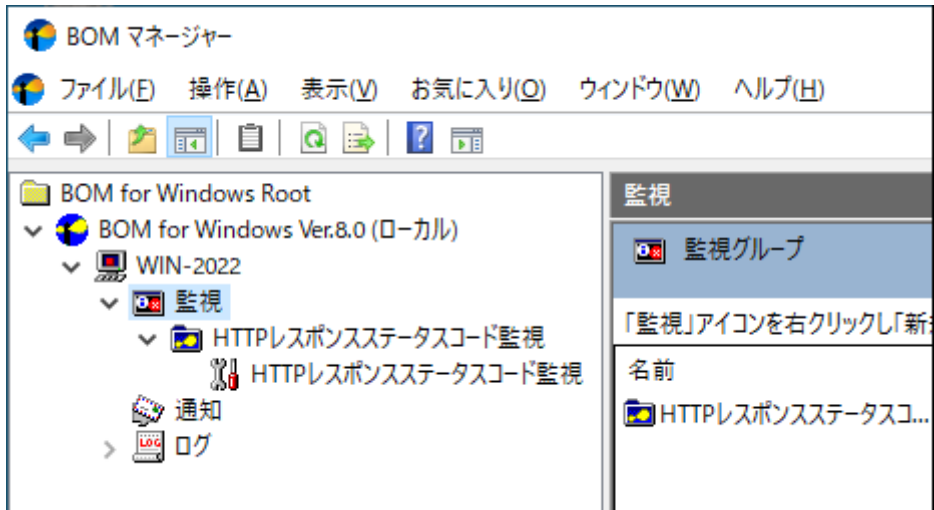 BOM マネージャー
ファイル(F) 操作(A) 表示(V) お気に入り(O) ウィンドウ(W) ヘルプ(H)
BOM for Windows Root
BOM for Windows Ver.8.0 (ローカル)
WIN-2022
監視
HTTPレスポンスステータスコード監視
HTTPレスポンスステータスコード監視
通知
LOG
ログ
監視
監視グループ
「監視」アイコンを右クリックし「新
名前
HTTPレスポンスステータスコ...